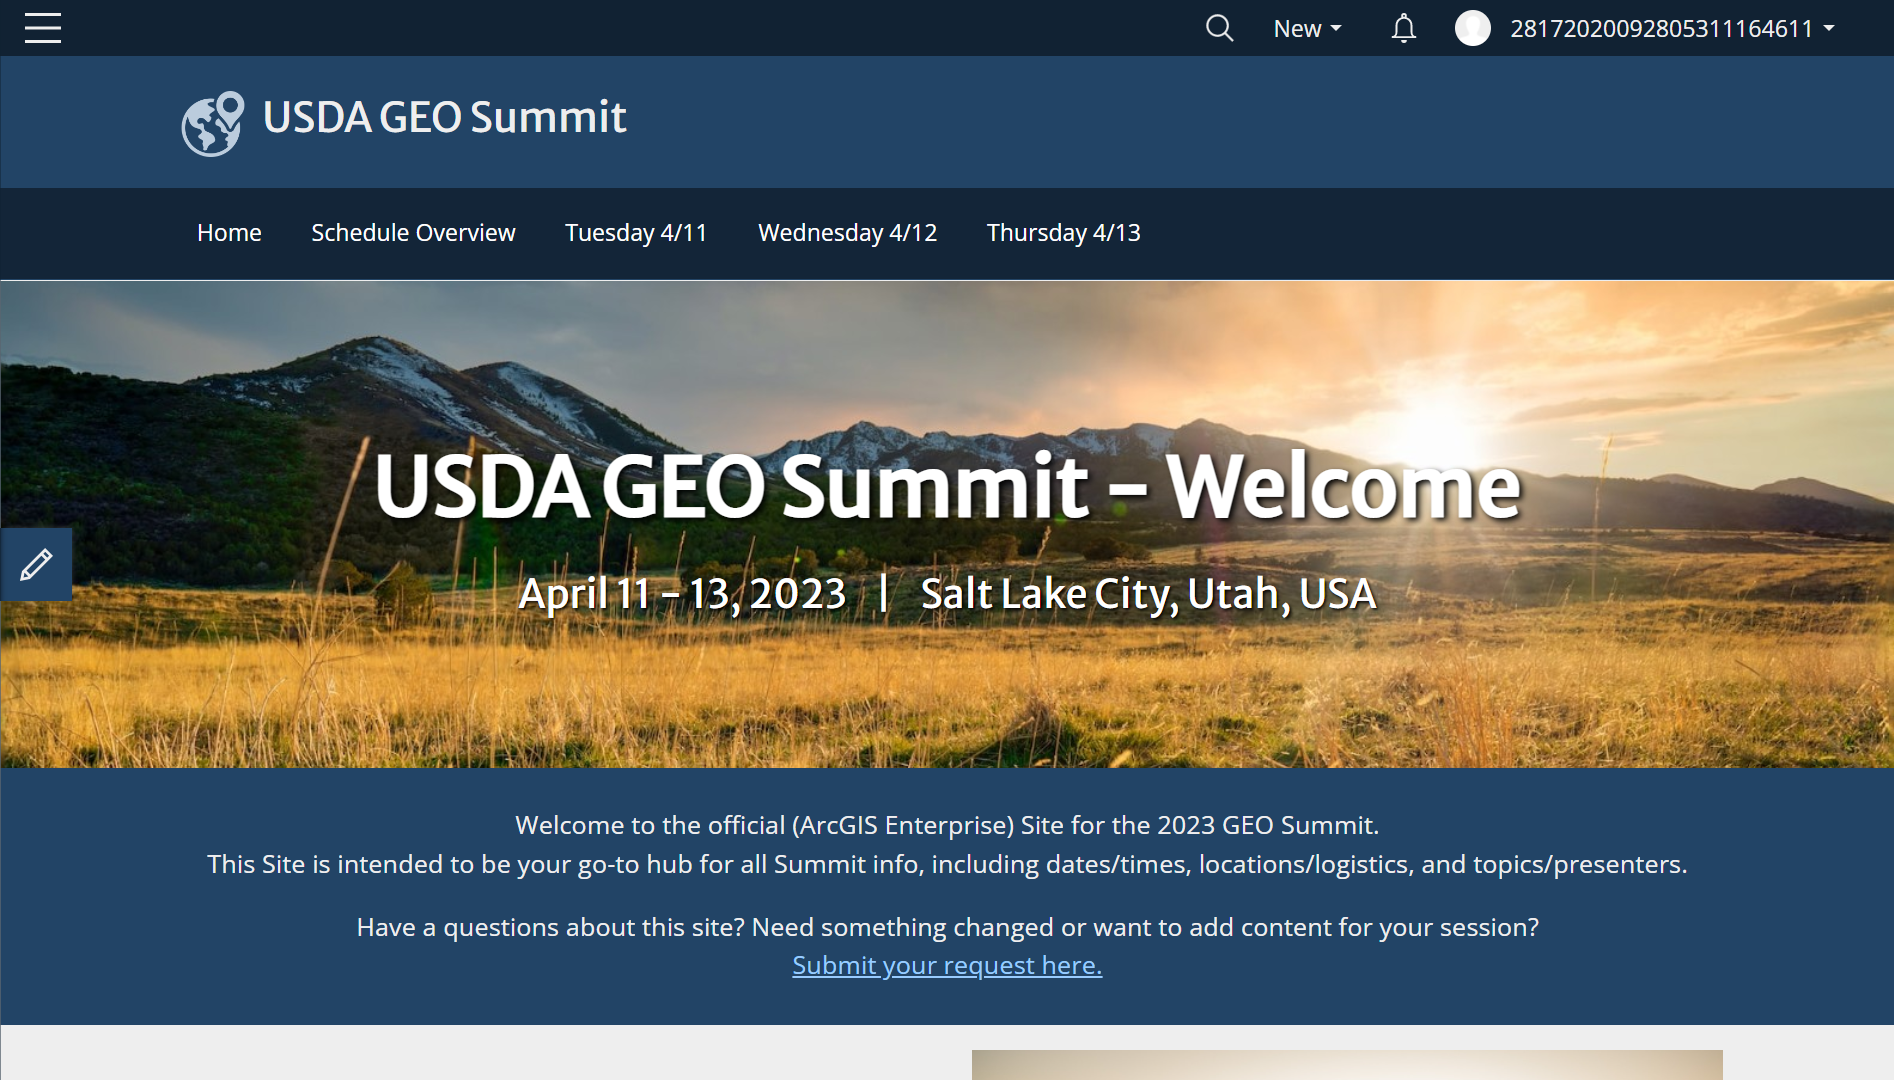 New
28172020092805311164611
USDA GEO Summit
Home
Schedule Overview
Tuesday 4/11
Wednesday 4/12
Thursday 4/13
USDA GEO Summit – Welcome
April 11 – 13, 2023 | Salt Lake City, Utah, USA
Welcome to the official (ArcGIS Enterprise) Site for the 2023 GEO Summit.
This Site is intended to be your go-to hub for all Summit info, including dates/times, locations/logistics, and topics/presenters.
Have a questions about this site? Need something changed or want to add content for your session?
Submit your request here.